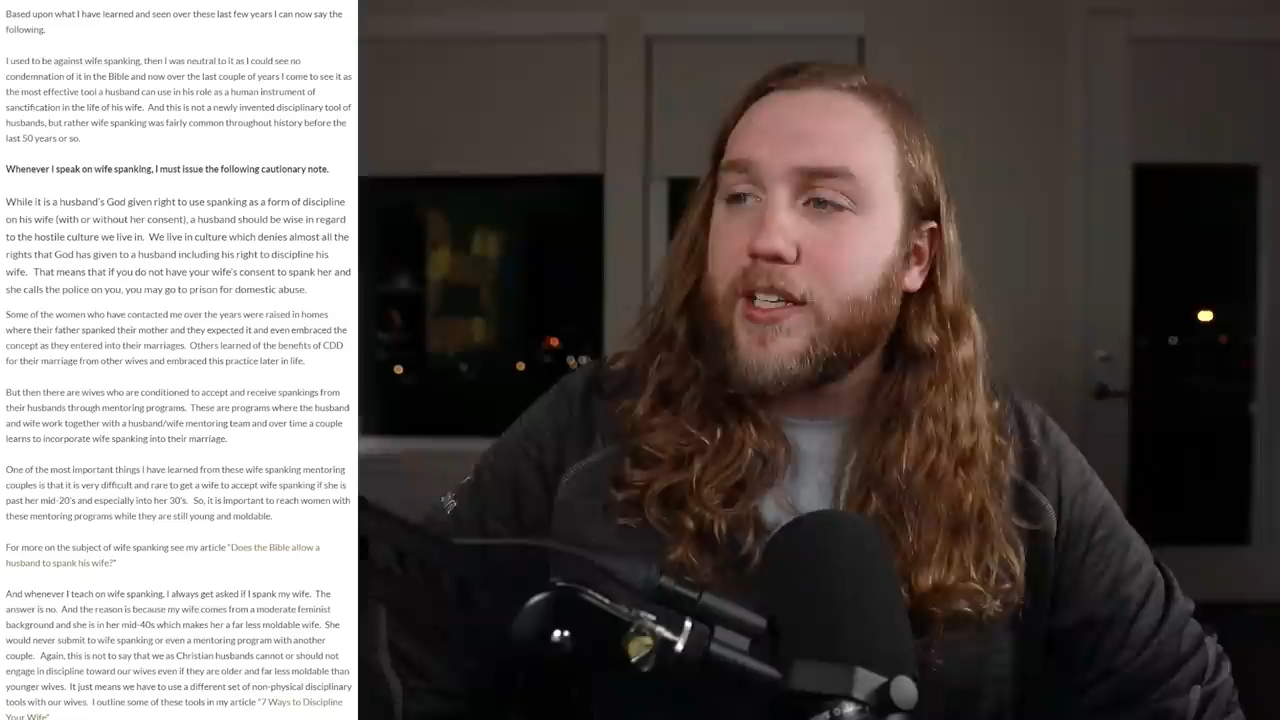 Based upon what I have learned and seen over these last few years I can now say the
following.
I used to be against wife spanking, then I was neutral to it as I could see no
condemnation of it in the Bible and now over the last couple of years I come to see it as
the most effective tool a husband can use in his role as a human instrument of
sanctification in the life of his wife. And this is not a newly invented disciplinary tool of
husbands, but rather wife spanking was fairly common throughout history before the
last 50 years or so.
Whenever I speak on wife spanking, I must issue the following cautionary note.
While it is a husband's God given right to use spanking as a form of discipline
on his wife (with or without her consent), a husband should be wise in regard
to the hostile culture we live in. We live in culture which denies almost all the
rights that God has given to a husband including his right to discipline his
wife. That means that if you do not have your wife's consent to spank her and
she calls the police on you, you may go to prison for domestic abuse.
Some of the women who have contacted me over the years were raised in homes
where their father spanked their mother and they expected it and even embraced the
concept as they entered into their marriages. Others learned of the benefits of CDD
for their marriage from other wives and embraced this practice later in life.
But then there are wives who are conditioned to accept and receive spankings from
their husbands through mentoring programs. These are programs where the husband
and wife work together with a husband/wife mentoring team and over time a couple
learns to incorporate wife spanking into their marriage.
One of the most important things I have learned from these wife spanking mentoring
couples is that it is very difficult and rare to get a wife to accept wife spanking if she is
past her mid-20's and especially into her 30's. So, it is important to reach women with
these mentoring programs while they are still young and moldable.
For more on the subject of wife spanking see my article "Does the Bible allow a
husband to spank his wife?"
And whenever I teach on wife spanking, I always get asked if I spank my wife. The
answer is no. And the reason is because my wife comes from a moderate feminist
background and she is in her mid-40s which makes her a far less moldable wife. She
would never submit to wife spanking or even a mentoring program with another
couple. Again, this is not to say that we as Christian husbands cannot or should not
engage in discipline toward our wives even if they are older and far less moldable than
younger wives. It just means we have to use a different set of non-physical disciplinary
tools with our wives. I outline some of these tools in my article "7 Ways to Discipline
Your Wife"